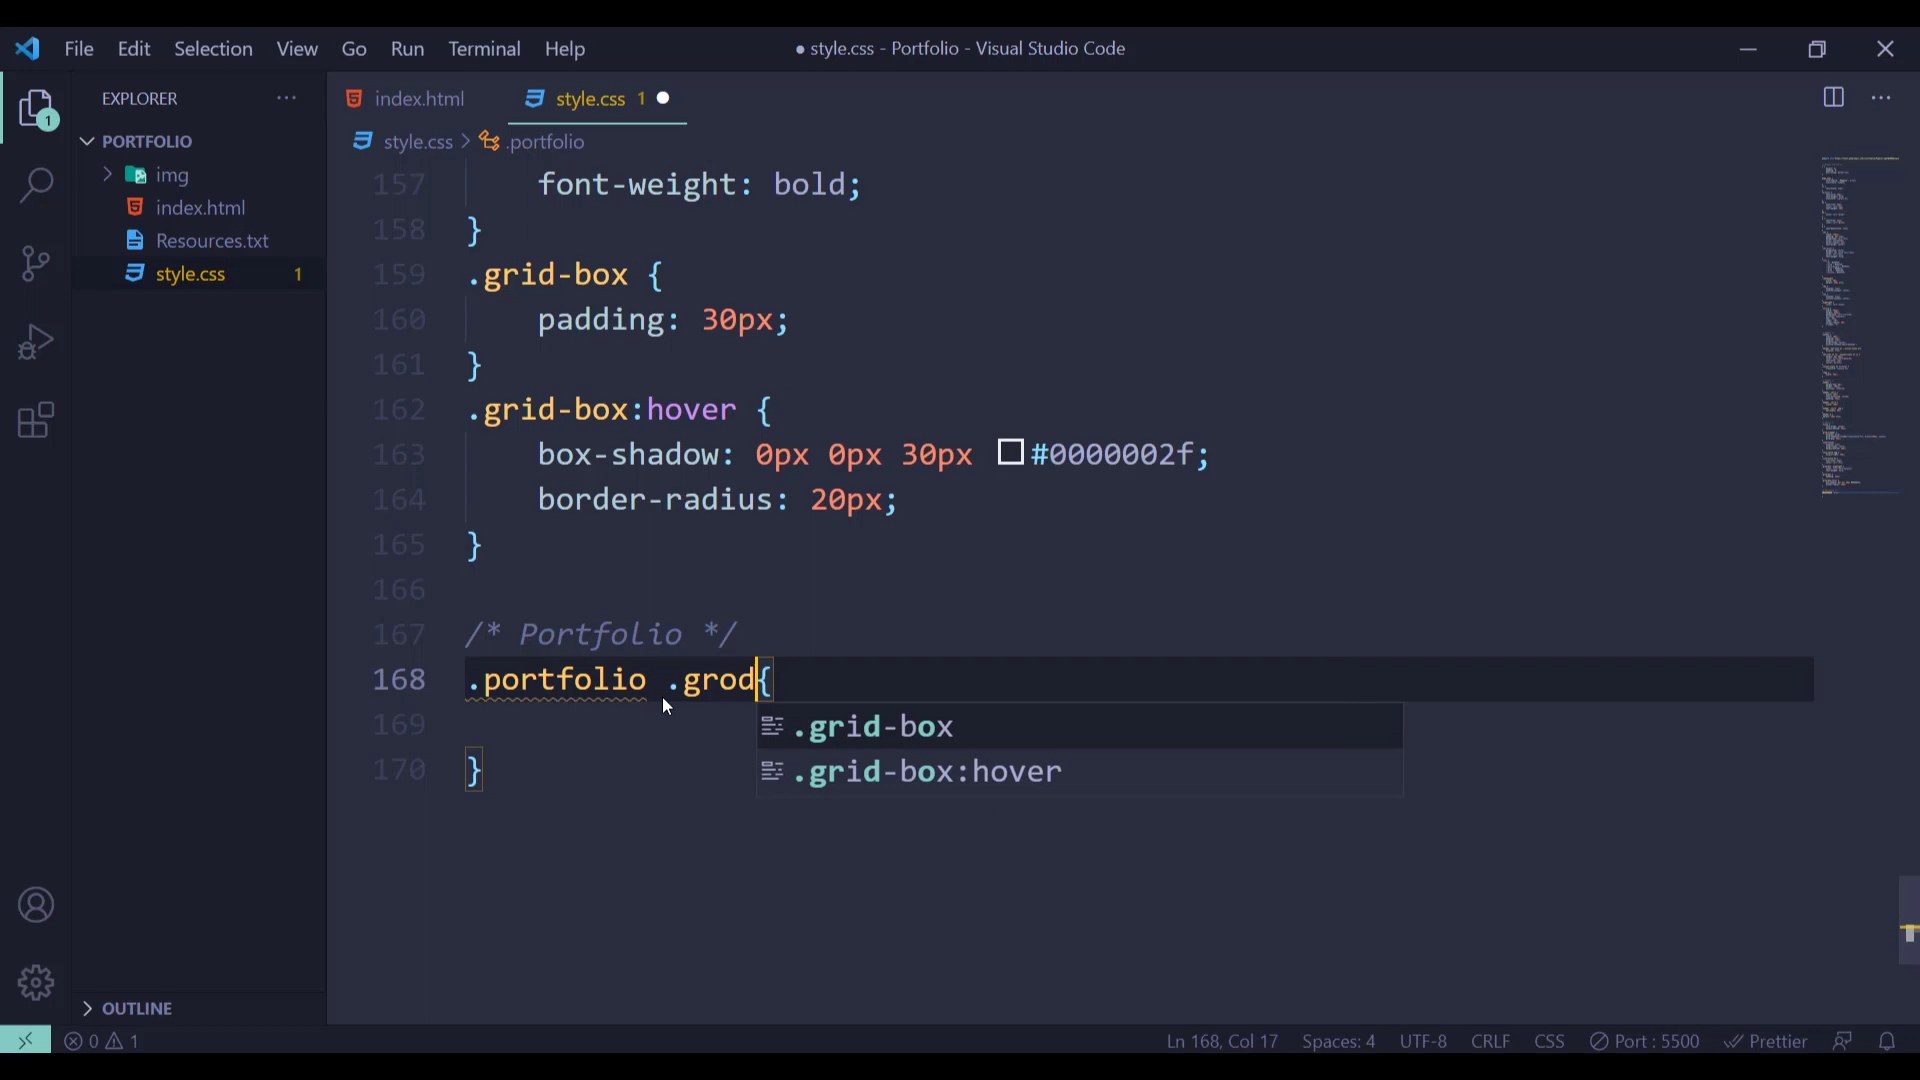 File Edit Selection View Go Run Terminal Help
● style.css - Portfolio - Visual Studio Code
EXPLORER
PORTFOLIO
img
index.html
Resources.txt
style.css 1
OUTLINE
1
index.html
style.css 1
style.css > .portfolio
157 font-weight: bold;
158 }
159 .grid-box {
160 padding: 30px;
161 }
162 .grid-box:hover {
163 box-shadow: 0px 0px 30px #0000002f;
164 border-radius: 20px;
165 }
166
167 /* Portfolio */
168 .portfolio .grod{
169
170 }
.grid-box
.grid-box:hover
0 1
Ln 168, Col 17 Spaces: 4 UTF-8 CRLF CSS Port : 5500 Prettier